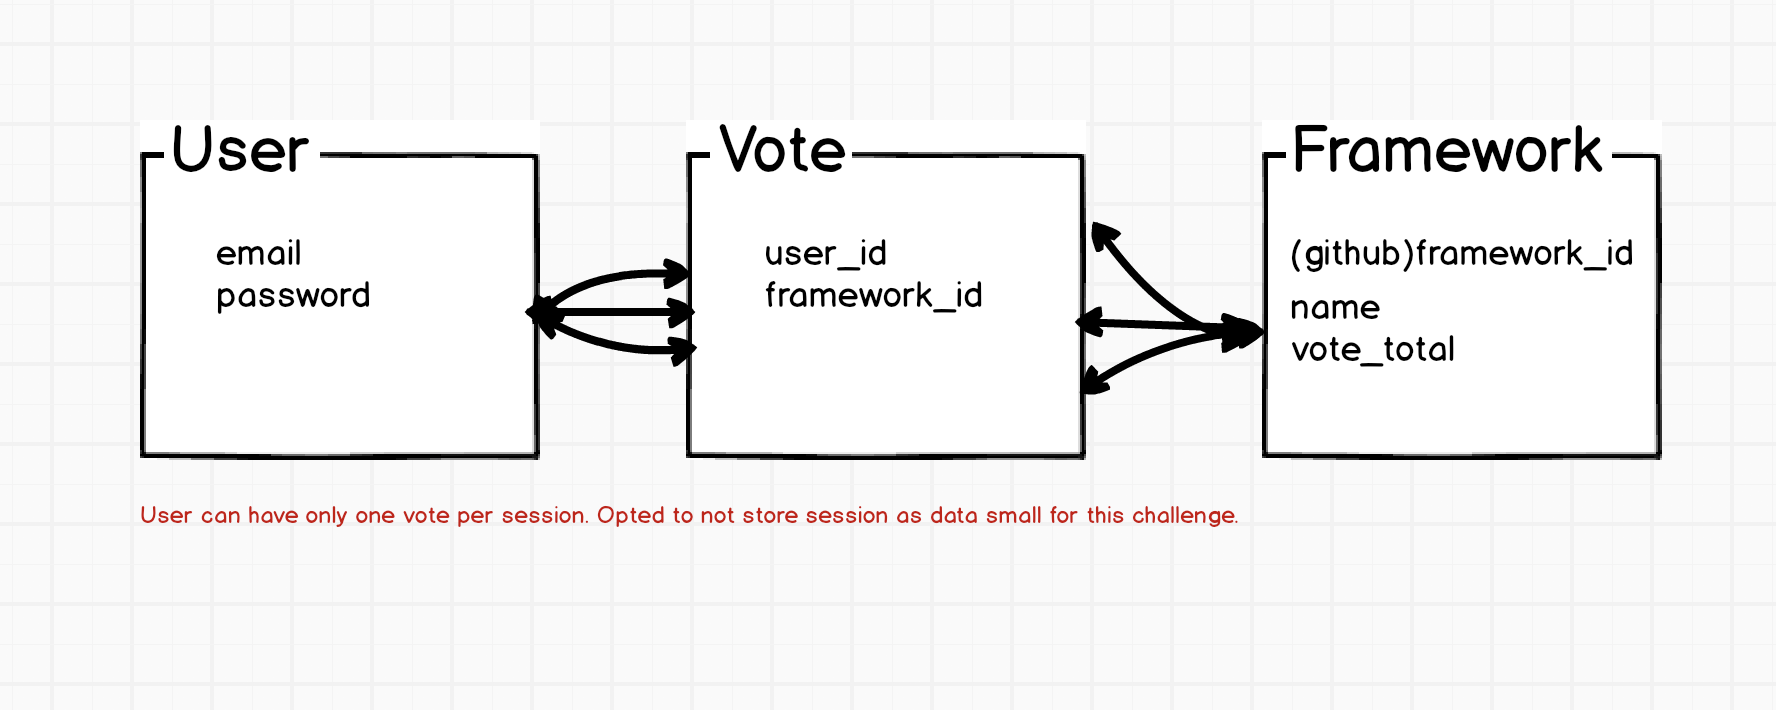 User
email
password
Vote
user_id
framework_id
Framework
(github)framework_id
name
vote_total
User can have only one vote per session. Opted to not store session as data small for this challenge.